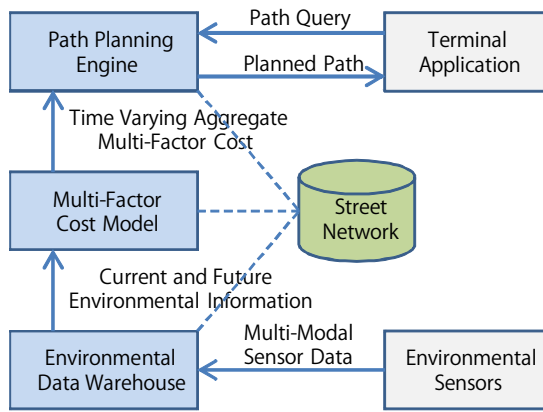 Path Planning
Engine
Path Query
Planned Path
Terminal
Application
Time Varying Aggregate
Multi-Factor Cost
Multi-Factor
Cost Model
Street
Network
Current and Future
Environmental Information
Environmental
Data Warehouse
Multi-Modal
Sensor Data
Environmental
Sensors